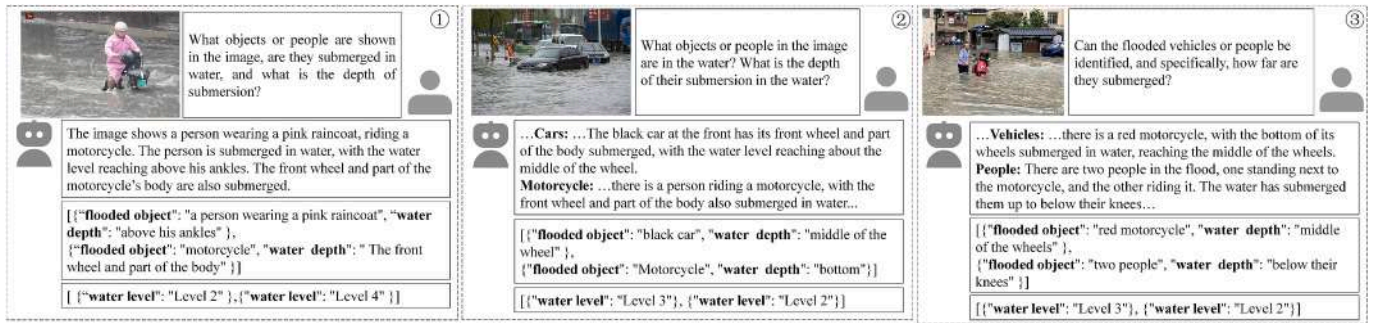 ①
What objects or people are shown
in the image, are they submerged in
water, and what is the depth of
submersion?
The image shows a person wearing a pink raincoat, riding a
motorcycle. The person is submerged in water, with the water
level reaching above his ankles. The front wheel and part of the
motorcycle's body are also submerged.
[{“flooded object": "a person wearing a pink raincoat", “water
depth": "above his ankles" },
{“flooded object": "motorcycle", "water depth": " The front
wheel and part of the body" }]
[ {“water level": "Level 2" },{"water level": "Level 4" }]
②
What objects or people in the image
are in the water? What is the depth
of their submersion in the water?
…Cars: …The black car at the front has its front wheel and part
of the body submerged, with the water level reaching about the
middle of the wheel.
Motorcycle: …there is a person riding a motorcycle, with the
front wheel and part of the body also submerged in water...
[{"flooded object": "black car", "water depth": "middle of the
wheel" },
{"flooded object": "Motorcycle", "water depth": "bottom"}]
[{"water level": "Level 3"}, {"water level": "Level 2"}]
③
Can the flooded vehicles or people be
identified, and specifically, how far are
they submerged?
…Vehicles: …there is a red motorcycle, with the bottom of its
wheels submerged in water, reaching the middle of the wheels.
People: There are two people in the flood, one standing next to
the motorcycle, and the other riding it. The water has submerged
them up to below their knees…
[{"flooded object": "red motorcycle", "water depth": "middle
of the wheels" },
{"flooded object": "two people", "water depth": "below their
knees" }]
[{"water level": "Level 3"}, {"water level": "Level 2"}]